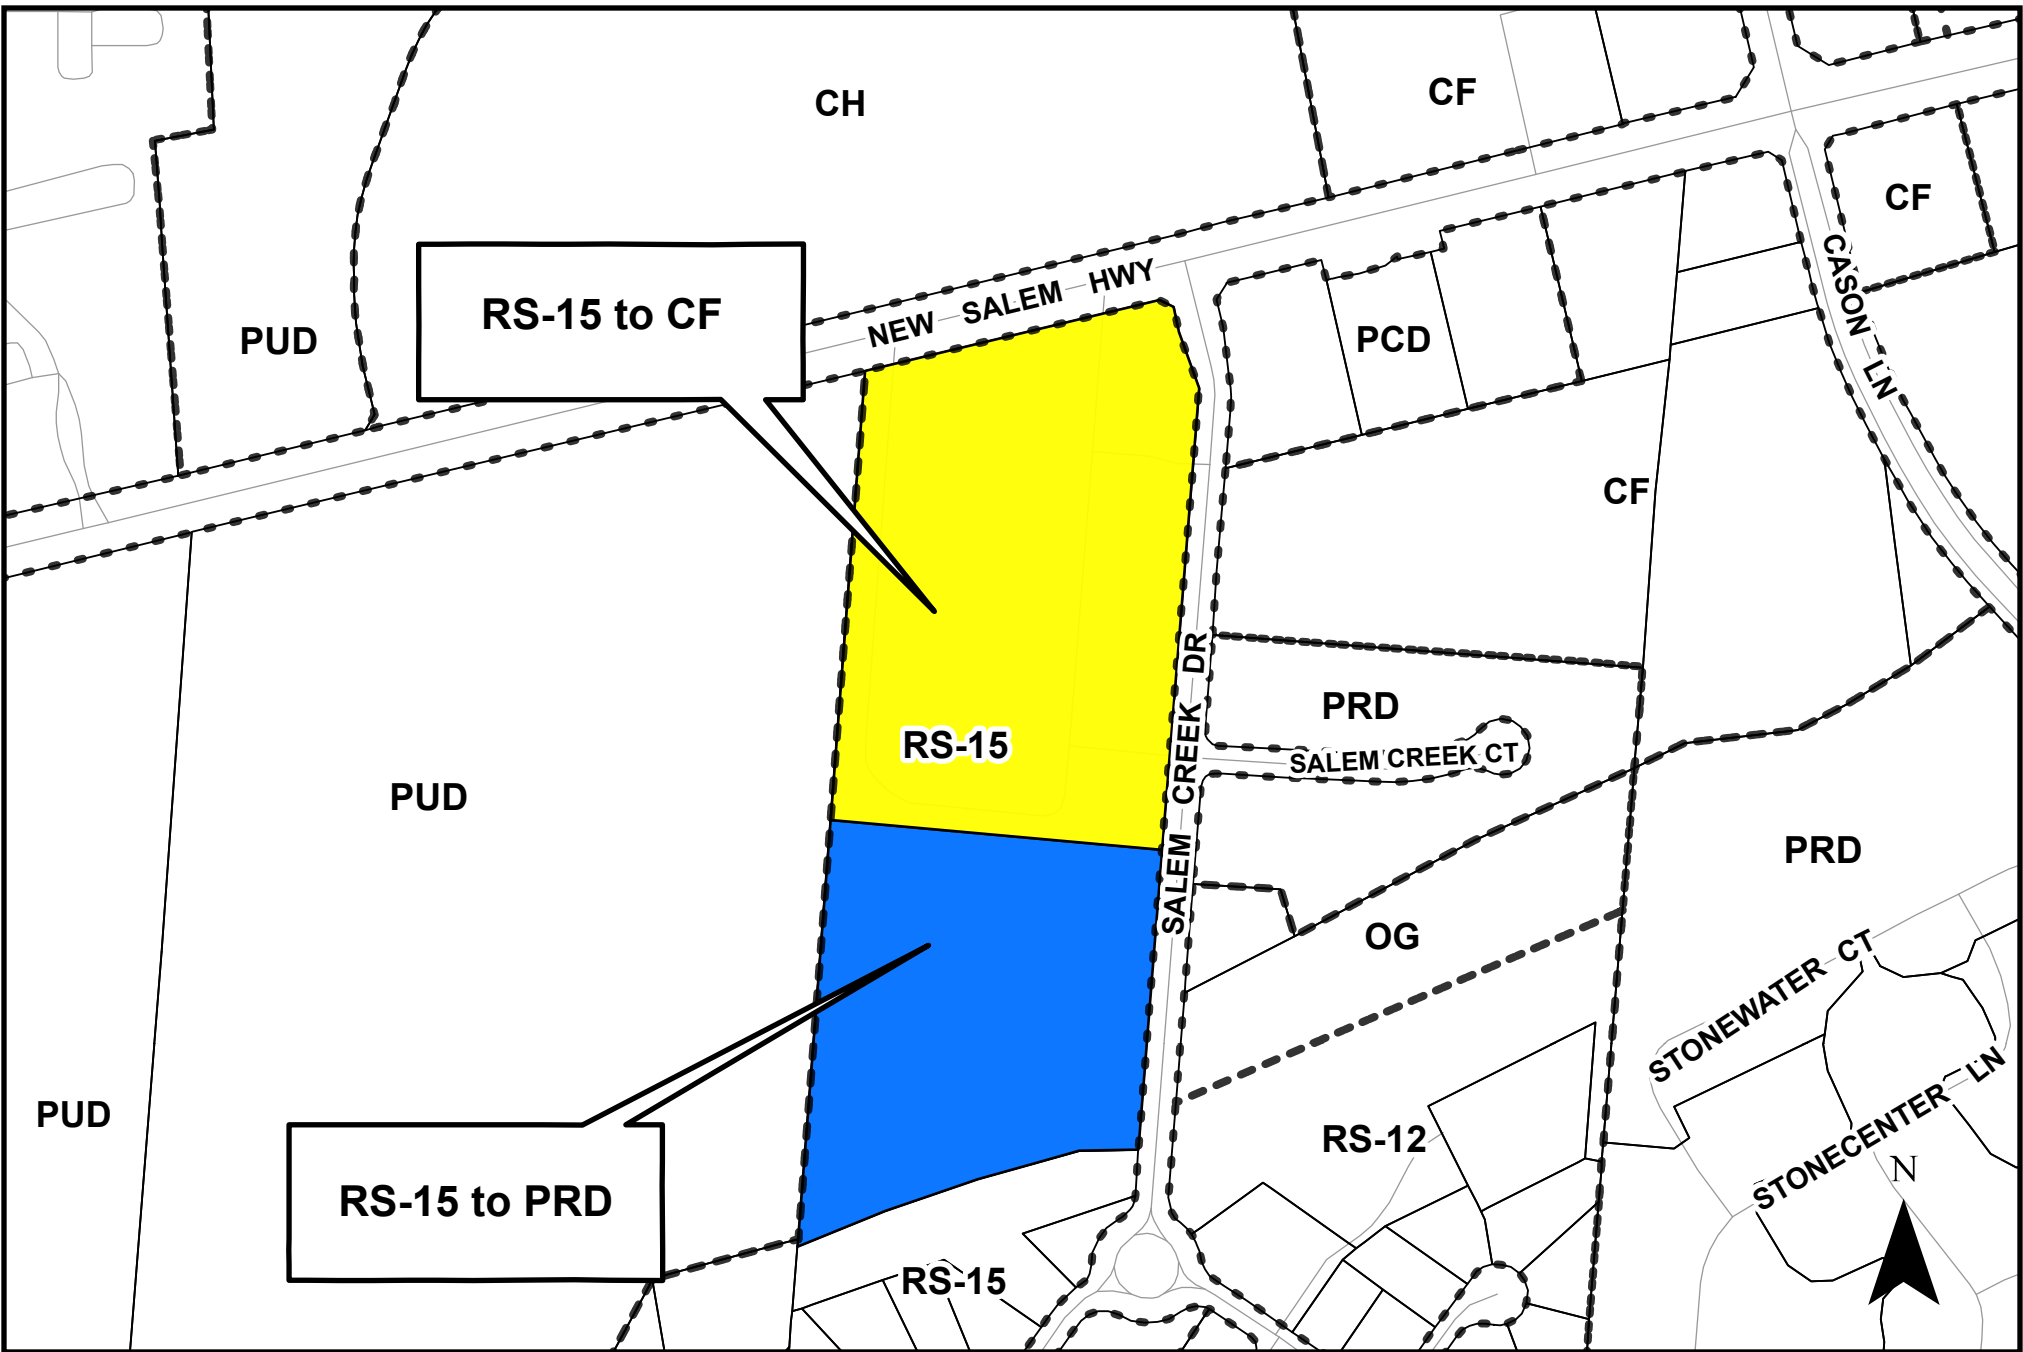 CH
CF
CF
NEW SALEM HWY
RS-15 to CF
PUD
PCD
CASON LN
CF
SALEM CREEK DR
PRD
RS-15
SALEM CREEK CT
PUD
PRD
SALEM
OG
STONEWATER CT
PUD
RS-12
STONECENTER LN
N
RS-15 to PRD
RS-15